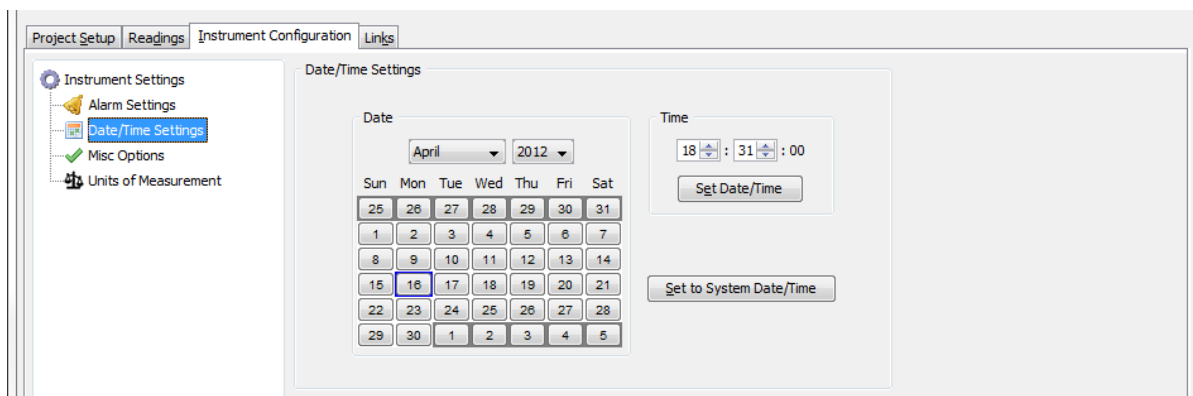 Project Setup Readings Instrument Configuration Links
Instrument Settings
Alarm Settings
Date/Time Settings
Misc Options
Units of Measurement
Date/Time Settings
Date
April 2012
Sun Mon Tue Wed Thu Fri Sat
25 26 27 28 29 30 31
1 2 3 4 5 6 7
8 9 10 11 12 13 14
15 16 17 18 19 20 21
22 23 24 25 26 27 28
29 30 1 2 3 4 5
Time
18 : 31 : 00
Set Date/Time
Set to System Date/Time